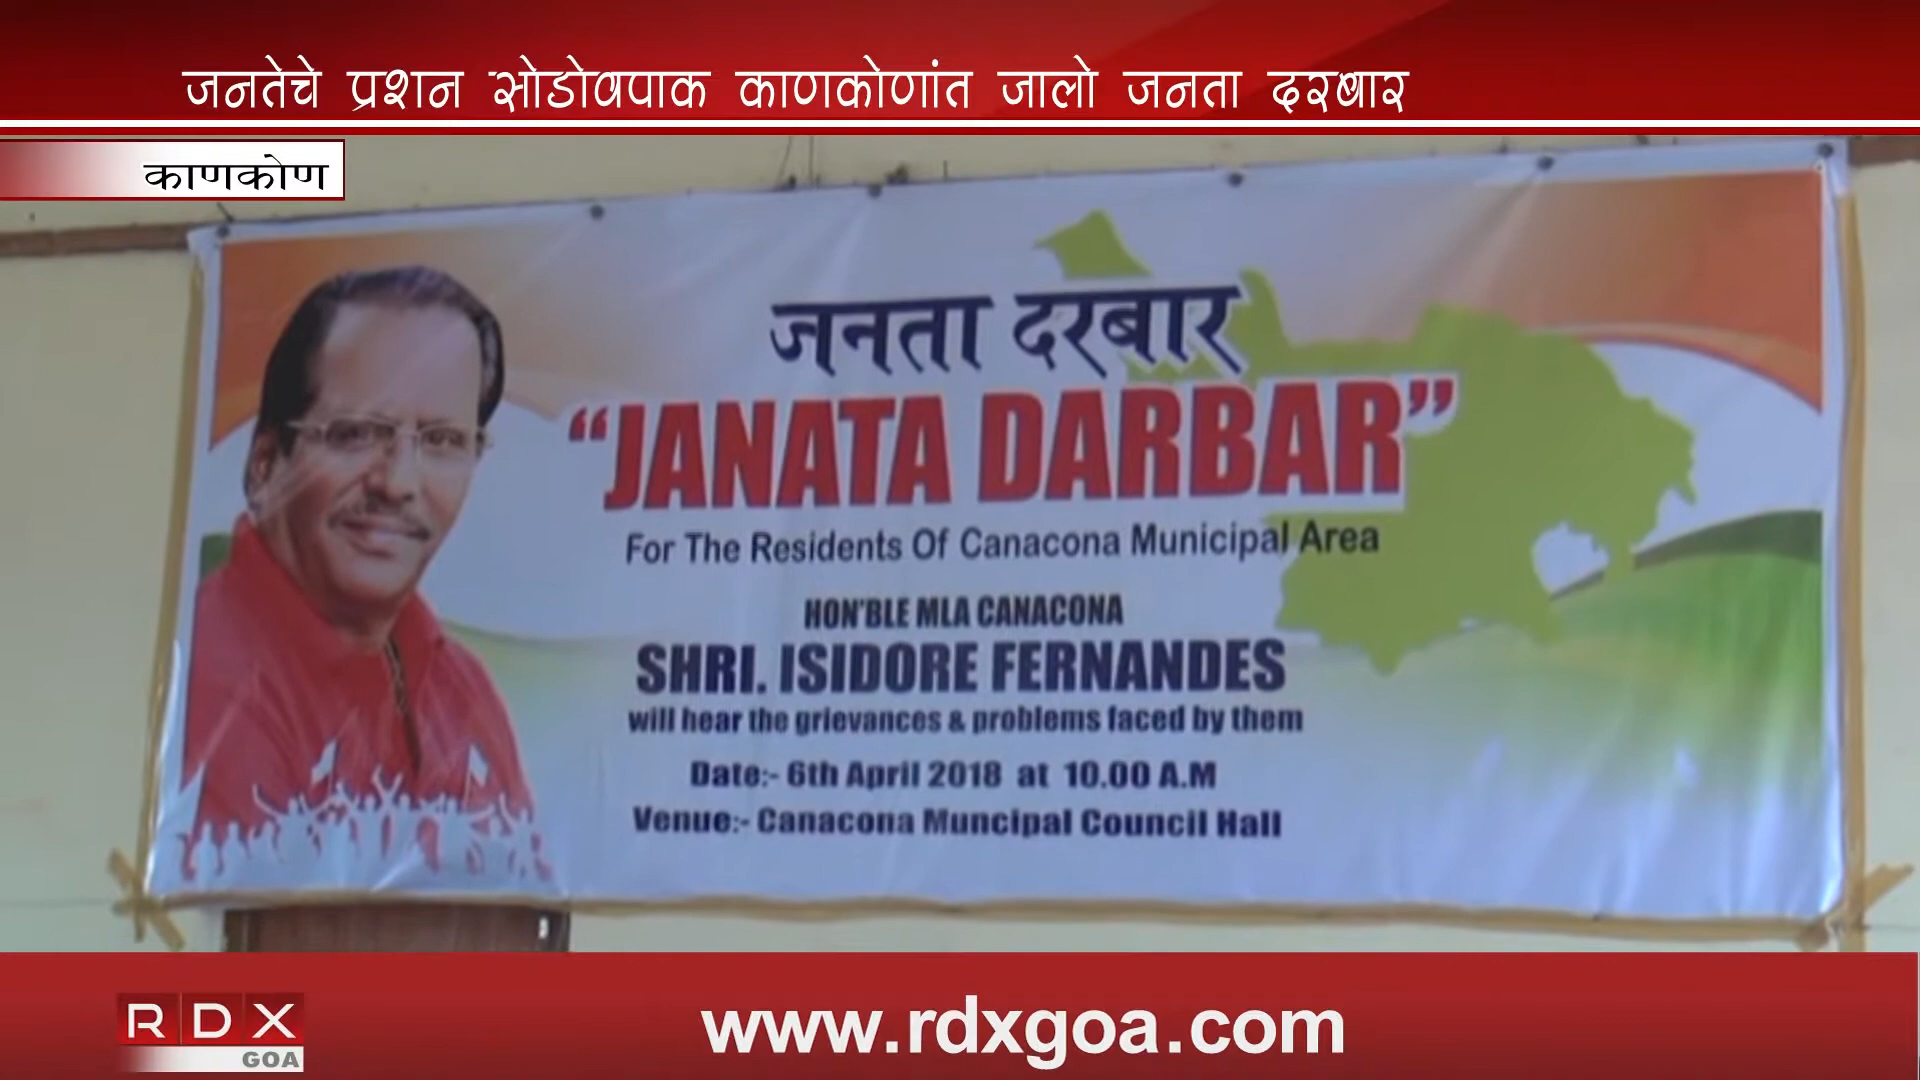 जनतेचे प्रशन सोडोवपाक काणकोणांत जालो जनता दरबार
काणकोण
जनता दरबार
“JANATA DARBAR”
For The Residents Of Canacona Municipal Area
HON'BLE MLA CANACONA
SHRI. ISIDORE FERNANDES
will hear the grievances & problems faced by them
Date:- 6th April 2018 at 10.00 A.M
Venue:- Canacona Muncipal Council Hall
RDX
GOA
www.rdxgoa.com